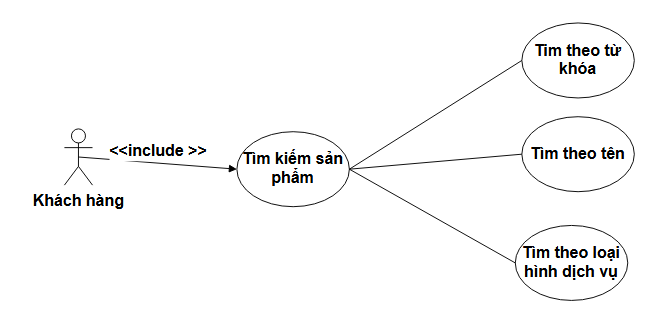 Tìm theo từ
khóa
<<include >>
Tìm kiếm sản
phẩm
Tìm theo tên
Khách hàng
Tìm theo loại
hình dịch vụ